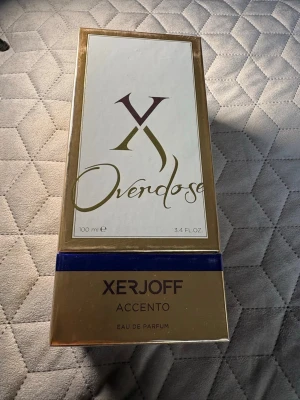 X
Overdose
100 ml ℮ 3.4 FL.OZ.
XERJOFF
ACCENTO
EAU DE PARFUM